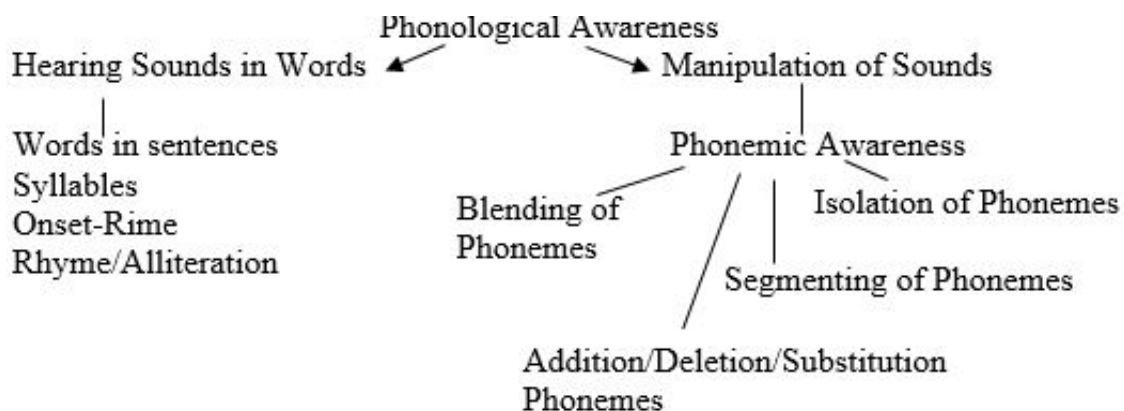 Phonological Awareness
Hearing Sounds in Words
Manipulation of Sounds
Words in sentences
Syllables
Onset-Rime
Rhyme/Alliteration
Phonemic Awareness
Blending of
Phonemes
Isolation of Phonemes
Segmenting of Phonemes
Addition/Deletion/Substitution
Phonemes